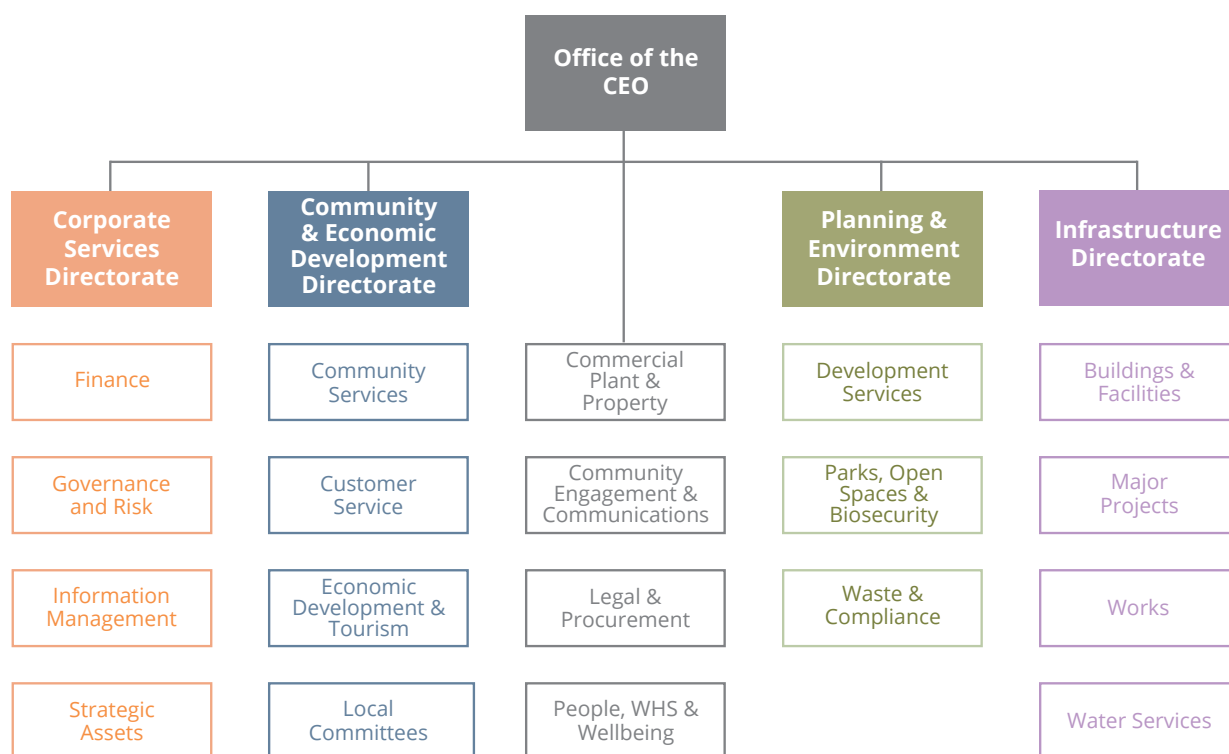 Office of the
CEO
Corporate
Services
Directorate
Community
& Economic
Development
Directorate
Planning &
Environment
Directorate
Infrastructure
Directorate
Finance
Community
Services
Commercial
Plant &
Property
Development
Services
Buildings &
Facilities
Governance
and Risk
Customer
Service
Community
Engagement &
Communications
Parks, Open
Spaces &
Biosecurity
Major
Projects
Information
Management
Economic
Development &
Tourism
Legal &
Procurement
Waste &
Compliance
Works
Strategic
Assets
Local
Committees
People, WHS &
Wellbeing
Water Services